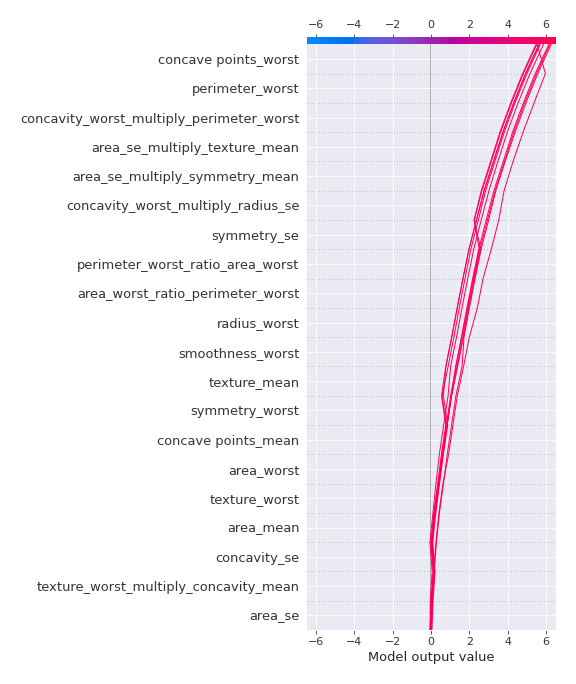 −6 −4 −2 0 2 4 6
concave points_worst
perimeter_worst
concavity_worst_multiply_perimeter_worst
area_se_multiply_texture_mean
area_se_multiply_symmetry_mean
concavity_worst_multiply_radius_se
symmetry_se
perimeter_worst_ratio_area_worst
area_worst_ratio_perimeter_worst
radius_worst
smoothness_worst
texture_mean
symmetry_worst
concave points_mean
area_worst
texture_worst
area_mean
concavity_se
texture_worst_multiply_concavity_mean
area_se
−6 −4 −2 0 2 4 6
Model output value